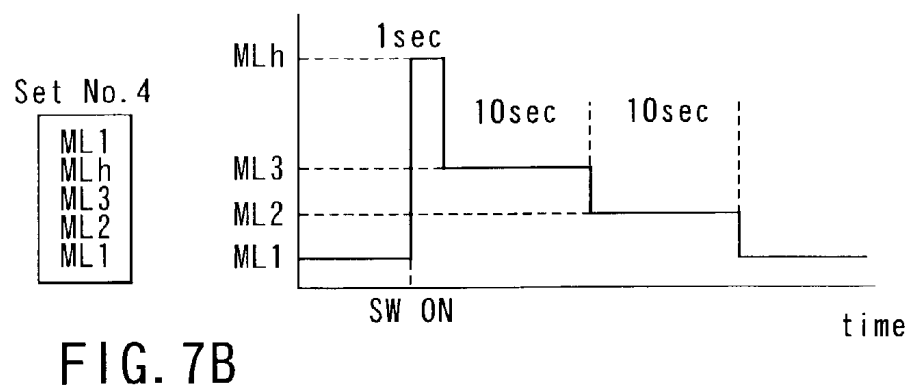 Set No.4
ML1
MLh
ML3
ML2
ML1
MLh
ML3
ML2
ML1
1sec
10sec
10sec
SW ON
time
FIG. 7B